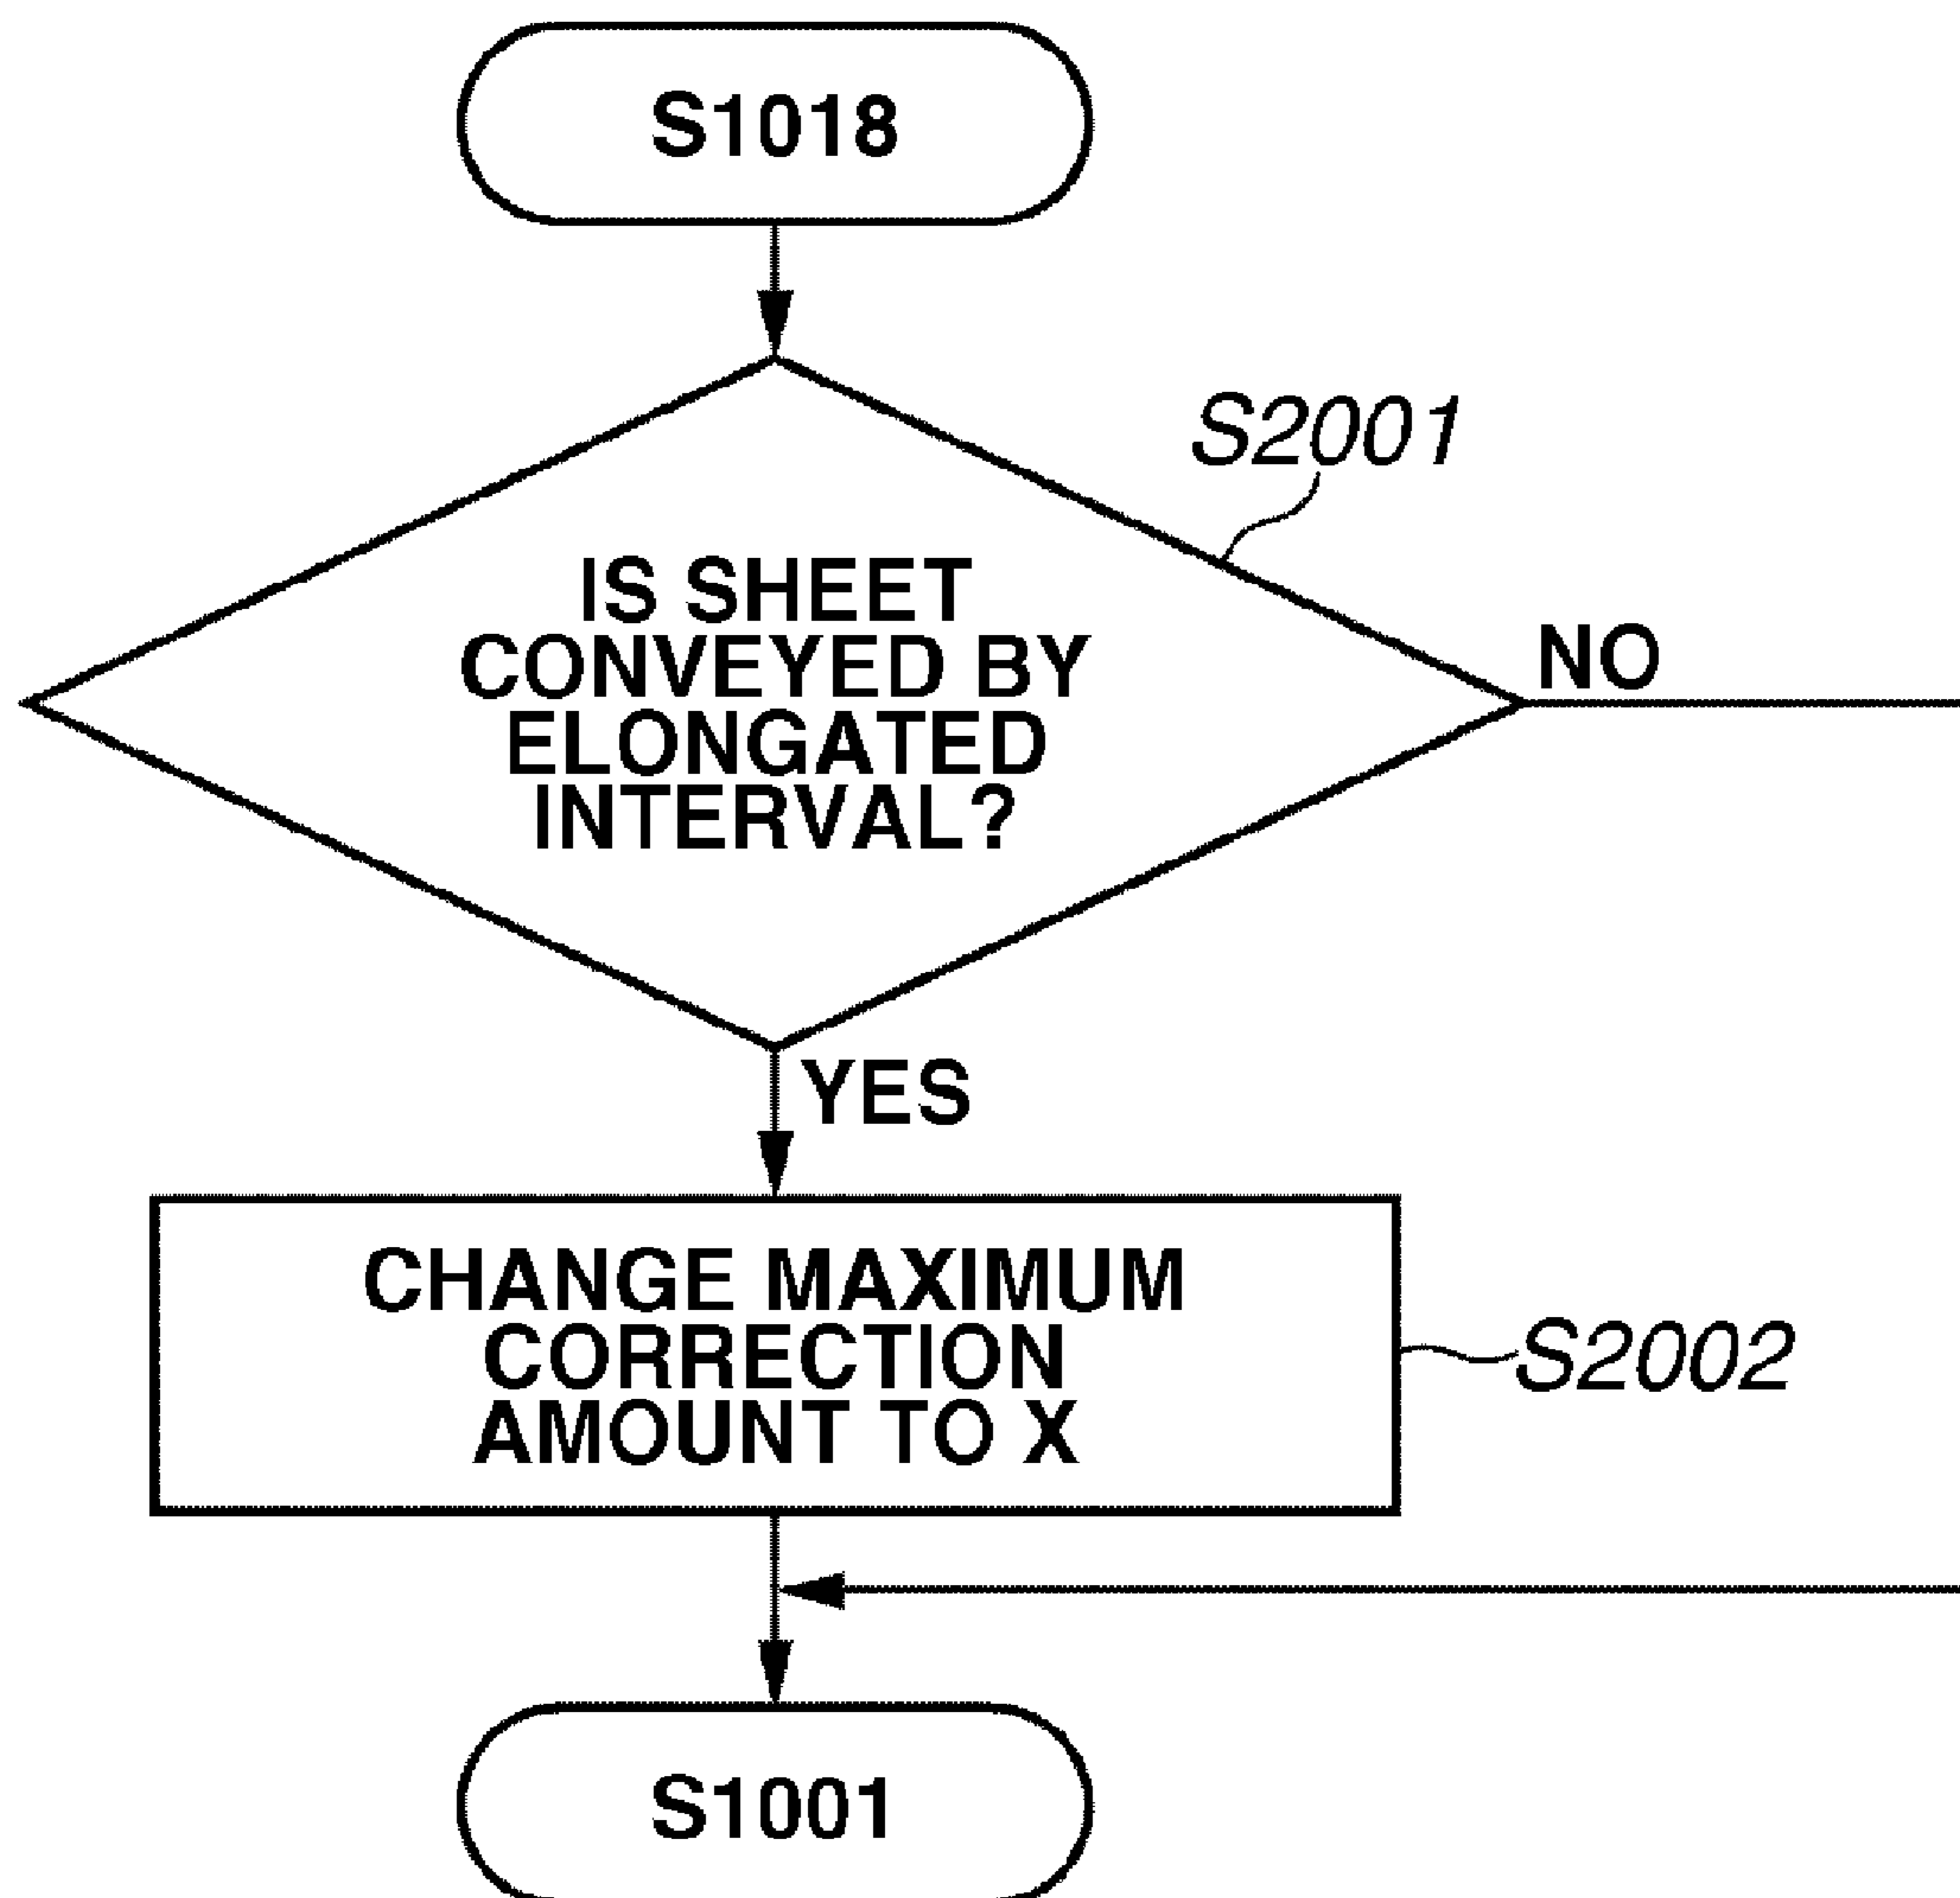 S1018
S2001
IS SHEET
CONVEYED BY
ELONGATED
INTERVAL?
NO
YES
CHANGE MAXIMUM
CORRECTION
AMOUNT TO X
S2002
S1001